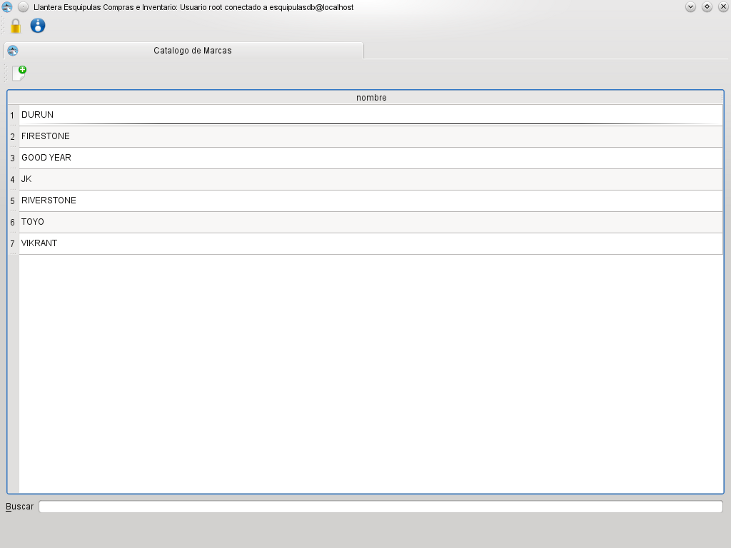 Llantera Esquipulas Compras e Inventario: Usuario root conectado a esquipulasdb@localhost
Catalogo de Marcas
nombre
1 DURUN
2 FIRESTONE
3 GOOD YEAR
4 JK
5 RIVERSTONE
6 TOYO
7 VIKRANT
Buscar